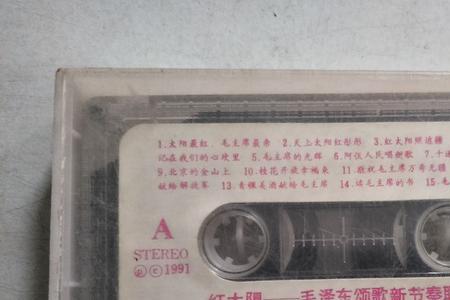 1.太阳最红，毛主席最亲 2.天上太阳红彤彤 3.红太阳照边疆
记在我们的心坎里 5.毛主席的光辉 6.阿佤人民唱新歌 7.十送
9.北京的金山上 10.桂花开放幸福来 11.敬祝毛主席万寿无疆
献给解放军 13.青稞美酒献给毛主席 14.读毛主席的书 15.毛
A
STEREO
Ⓟ Ⓒ 1991
红太阳——毛泽东颂歌新节奏联